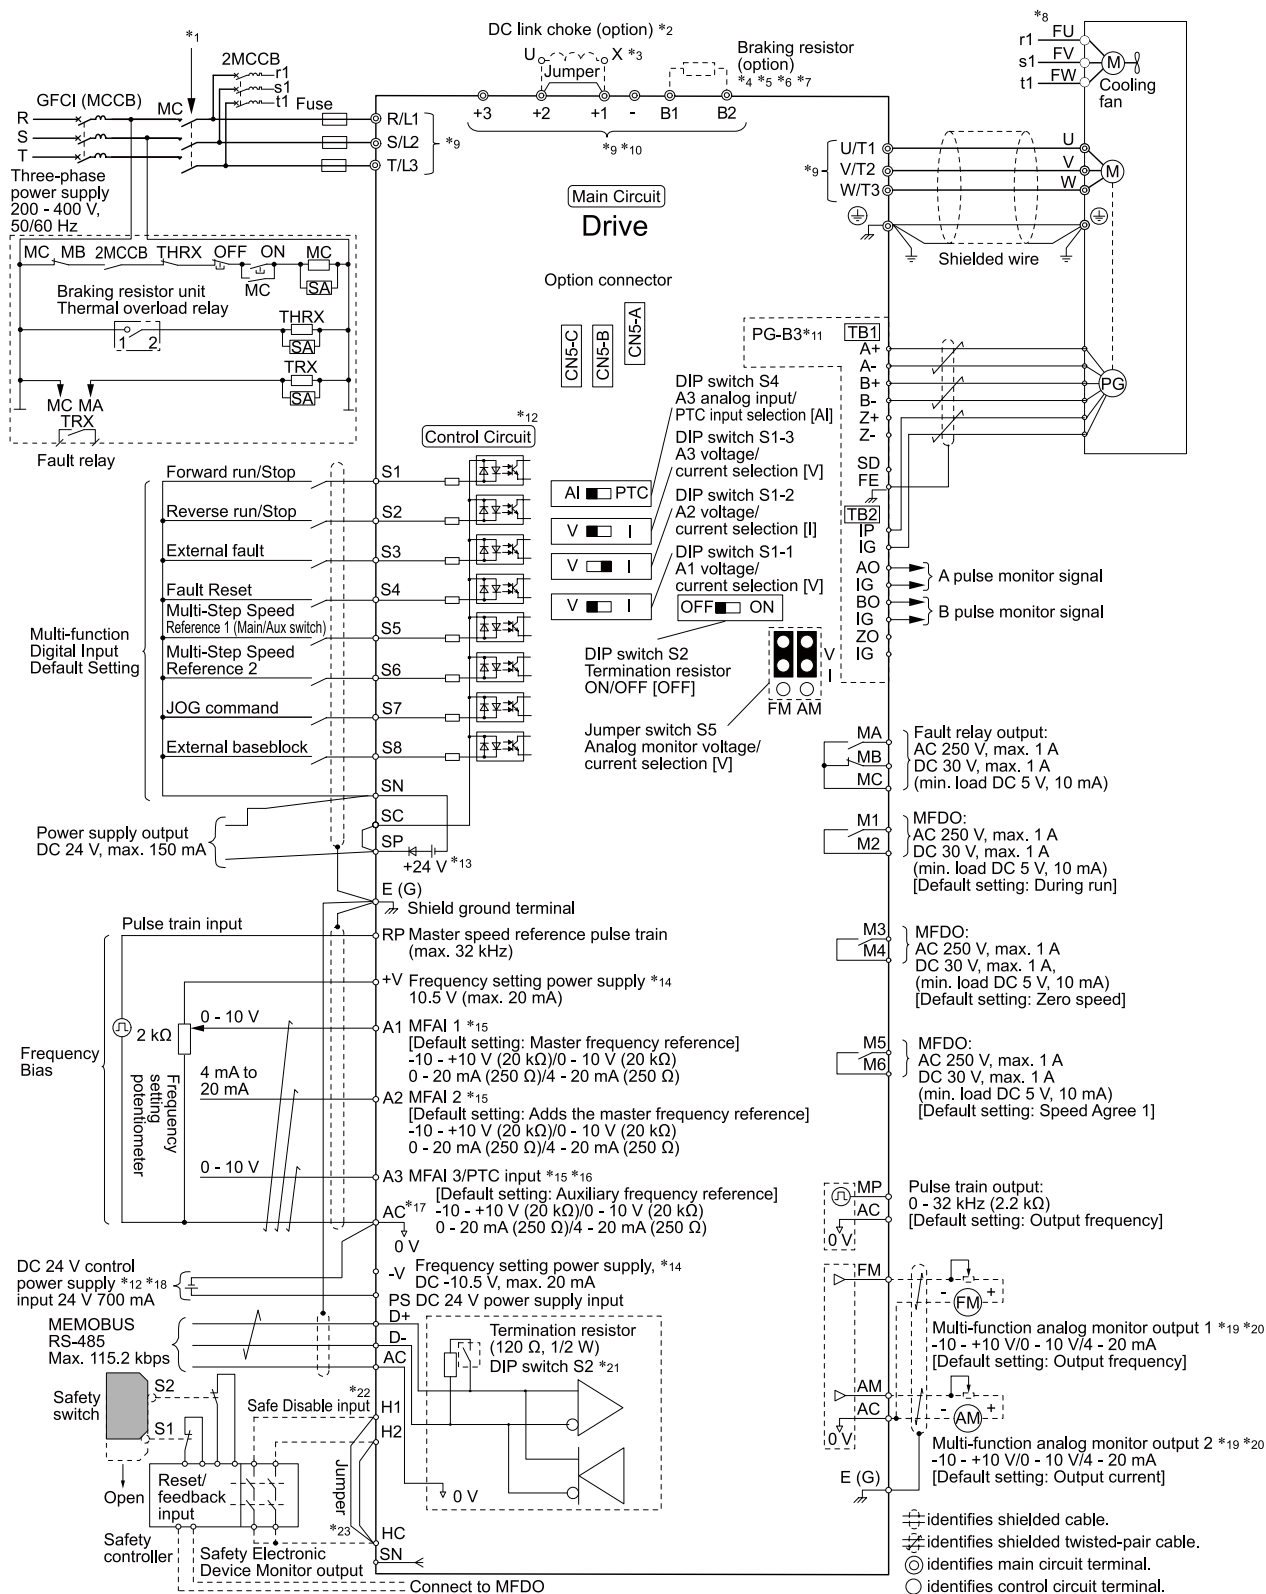 *1
DC link choke (option) *2
U X *3
Jumper
Braking resistor
(option)
*4 *5 *6 *7
*8
r1 FU
s1 FV
t1 FW
M
Cooling
fan
2MCCB
r1
s1
t1
GFCI (MCCB)
MC
Fuse
R
S
T
R/L1
S/L2
T/L3
*9
+3 +2 +1 - B1 B2
*9 *10
Three-phase
power supply
200 - 400 V,
50/60 Hz
Main Circuit
Drive
*9
U/T1
V/T2
W/T3
U
V
W
M
Shielded wire
MC MB 2MCCB THRX OFF ON MC
MC
SA
Braking resistor unit
Thermal overload relay
1 2
THRX
SA
TRX
SA
MC MA
TRX
Fault relay
Option connector
CN5-C
CN5-B
CN5-A
PG-B3*11
TB1
A+
A-
B+
B-
Z+
Z-
SD
FE
TB2
IP
IG
AO
IG
BO
IG
ZO
IG
PG
A pulse monitor signal
B pulse monitor signal
*12
Control Circuit
DIP switch S4
A3 analog input/
PTC input selection [AI]
DIP switch S1-3
A3 voltage/
current selection [V]
DIP switch S1-2
A2 voltage/
current selection [I]
DIP switch S1-1
A1 voltage/
current selection [V]
AI PTC
V I
V I
V I
OFF ON
DIP switch S2
Termination resistor
ON/OFF [OFF]
V
I
FM AM
Jumper switch S5
Analog monitor voltage/
current selection [V]
Multi-function
Digital Input
Default Setting
Forward run/Stop S1
Reverse run/Stop S2
External fault S3
Fault Reset S4
Multi-Step Speed
Reference 1 (Main/Aux switch) S5
Multi-Step Speed
Reference 2 S6
JOG command S7
External baseblock S8
SN
SC
SP
+24 V *13
Power supply output
DC 24 V, max. 150 mA
E (G)
Shield ground terminal
MA
MB
MC
Fault relay output:
AC 250 V, max. 1 A
DC 30 V, max. 1 A
(min. load DC 5 V, 10 mA)
M1
M2
MFDO:
AC 250 V, max. 1 A
DC 30 V, max. 1 A
(min. load DC 5 V, 10 mA)
[Default setting: During run]
M3
M4
MFDO:
AC 250 V, max. 1 A
DC 30 V, max. 1 A,
(min. load DC 5 V, 10 mA)
[Default setting: Zero speed]
M5
M6
MFDO:
AC 250 V, max. 1 A
DC 30 V, max. 1 A
(min. load DC 5 V, 10 mA)
[Default setting: Speed Agree 1]
Pulse train input
RP Master speed reference pulse train
(max. 32 kHz)
+V Frequency setting power supply *14
10.5 V (max. 20 mA)
Frequency
Bias
2 kΩ
Frequency
setting
potentiometer
0 - 10 V
A1 MFAI 1 *15
[Default setting: Master frequency reference]
-10 - +10 V (20 kΩ)/0 - 10 V (20 kΩ)
0 - 20 mA (250 Ω)/4 - 20 mA (250 Ω)
4 mA to
20 mA
A2 MFAI 2 *15
[Default setting: Adds the master frequency reference]
-10 - +10 V (20 kΩ)/0 - 10 V (20 kΩ)
0 - 20 mA (250 Ω)/4 - 20 mA (250 Ω)
0 - 10 V
A3 MFAI 3/PTC input *15 *16
[Default setting: Auxiliary frequency reference]
-10 - +10 V (20 kΩ)/0 - 10 V (20 kΩ)
0 - 20 mA (250 Ω)/4 - 20 mA (250 Ω)
AC*17
0 V
-V Frequency setting power supply, *14
DC -10.5 V, max. 20 mA
DC 24 V control
power supply *12 *18
input 24 V 700 mA
PS DC 24 V power supply input
MP
AC
0 V
Pulse train output:
0 - 32 kHz (2.2 kΩ)
[Default setting: Output frequency]
FM
- +
FM
Multi-function analog monitor output 1 *19 *20
-10 - +10 V/0 - 10 V/4 - 20 mA
[Default setting: Output frequency]
AM
AC
0 V
- +
AM
Multi-function analog monitor output 2 *19 *20
-10 - +10 V/0 - 10 V/4 - 20 mA
[Default setting: Output current]
E (G)
MEMOBUS
RS-485
Max. 115.2 kbps
D+
D-
AC
Termination resistor
(120 Ω, 1/2 W)
DIP switch S2 *21
0 V
Safety
switch
S2
S1
Open
*22
Safe Disable input
H1
H2
Jumper
*23
HC
SN
Reset/
feedback
input
Safety
controller
Safety Electronic
Device Monitor output
Connect to MFDO
identifies shielded cable.
identifies shielded twisted-pair cable.
identifies main circuit terminal.
identifies control circuit terminal.